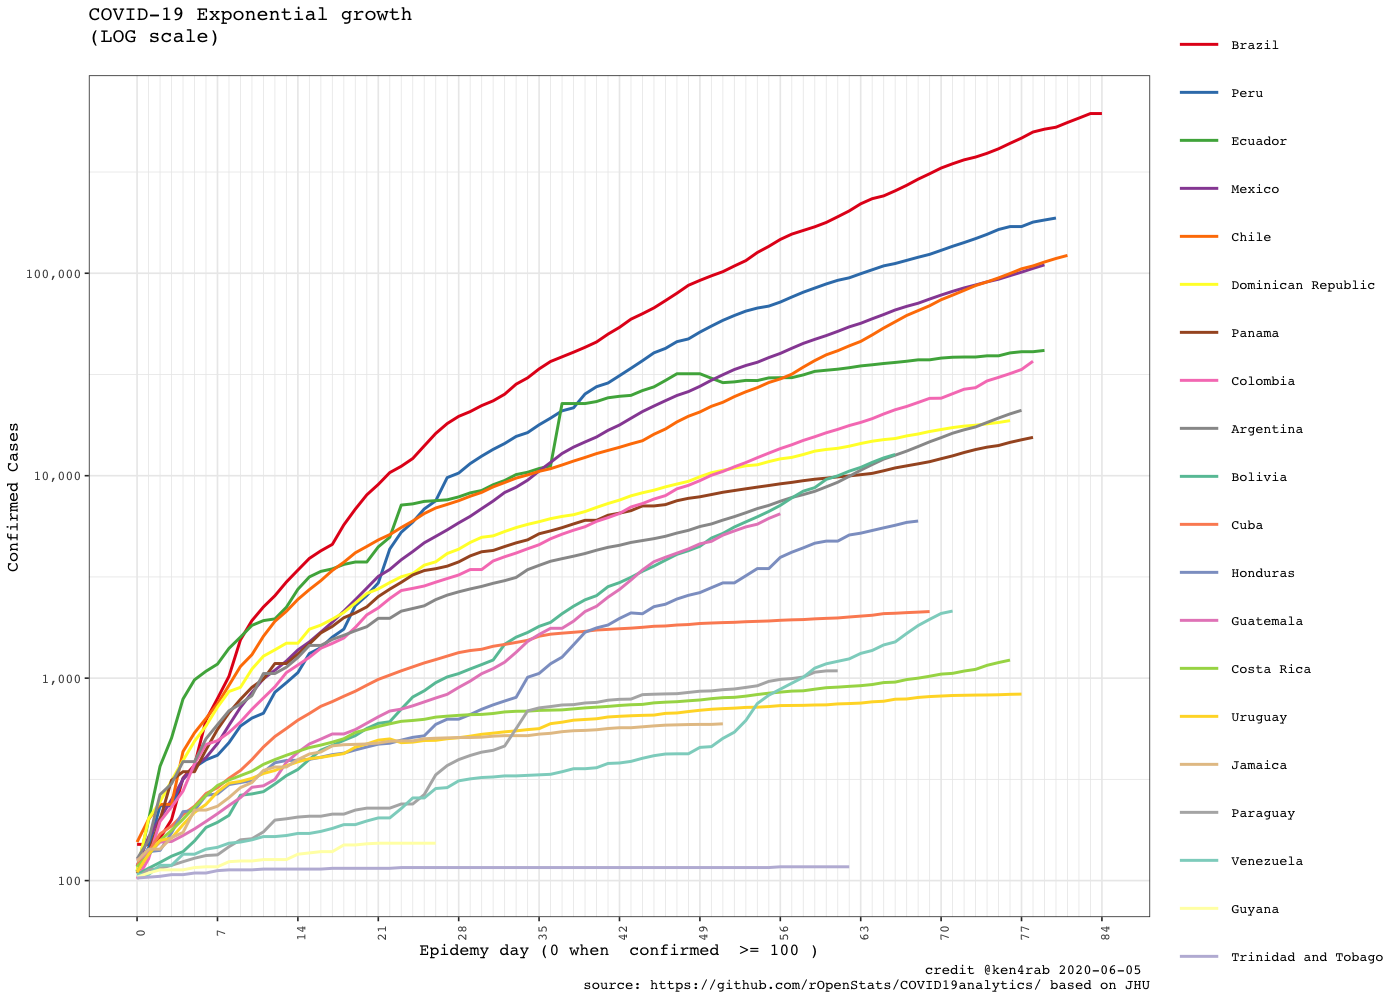 COVID-19 Exponential growth
(LOG scale)
Confirmed Cases
100,000
10,000
1,000
100
0 7 14 21 28 35 42 49 56 63 70 77 84
Epidemy day (0 when  confirmed  >= 100 )
Brazil
Peru
Ecuador
Mexico
Chile
Dominican Republic
Panama
Colombia
Argentina
Bolivia
Cuba
Honduras
Guatemala
Costa Rica
Uruguay
Jamaica
Paraguay
Venezuela
Guyana
Trinidad and Tobago
credit @ken4rab 2020-06-05
source: https://github.com/rOpenStats/COVID19analytics/ based on JHU